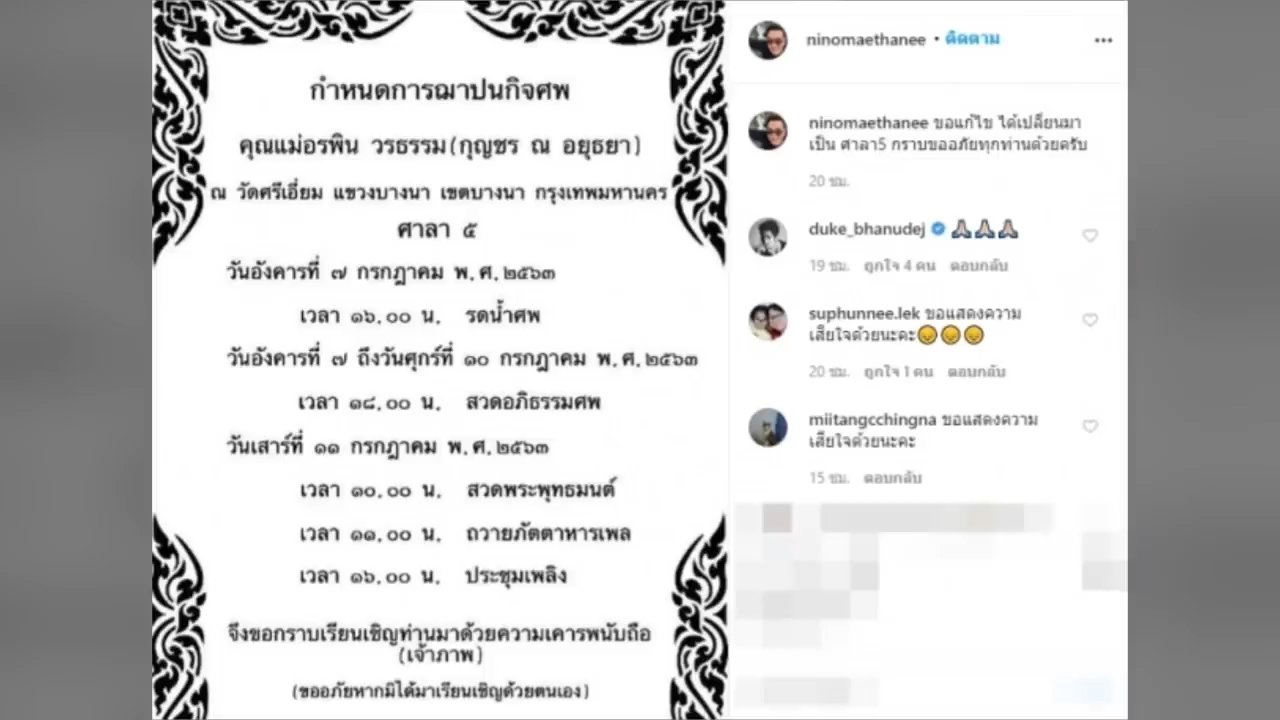 กำหนดการฌาปนกิจศพ
คุณแม่อรพิน วรธรรม(กุญชร ณ อยุธยา)
ณ วัดศรีเอี่ยม แขวงบางนา เขตบางนา กรุงเทพมหานคร
ศาลา ๕
วันอังคารที่ ๗ กรกฎาคม พ.ศ.๒๕๖๓
เวลา ๑๖.๐๐ น. รดน้ำศพ
วันอังคารที่ ๗ ถึงวันศุกร์ที่ ๑๐ กรกฎาคม พ.ศ.๒๕๖๓
เวลา ๑๘.๐๐ น. สวดอภิธรรมศพ
วันเสาร์ที่ ๑๑ กรกฎาคม พ.ศ.๒๕๖๓
เวลา ๑๐.๐๐ น. สวดพระพุทธมนต์
เวลา ๑๑.๐๐ น. ถวายภัตตาหารเพล
เวลา ๑๖.๐๐ น. ประชุมเพลิง
จึงขอกราบเรียนเชิญท่านมาด้วยความเคารพนับถือ
(เจ้าภาพ)
(ขออภัยหากมิได้มาเรียนเชิญด้วยตนเอง)
ninomaethanee • ติดตาม
ninomaethanee ขอแก้ไข ได้เปลี่ยนมา
เป็น ศาลา5 กราบขออภัยทุกท่านด้วยครับ
20 ชม.
duke_bhanudej 🙏🏻🙏🏻🙏🏻
19 ชม. ถูกใจ 4 คน ตอบกลับ
suphunnee.lek ขอแสดงความ
เสียใจด้วยนะคะ😞😞😞
20 ชม. ถูกใจ 1 คน ตอบกลับ
miitangcchingna ขอแสดงความ
เสียใจด้วยนะคะ
15 ชม. ตอบกลับ